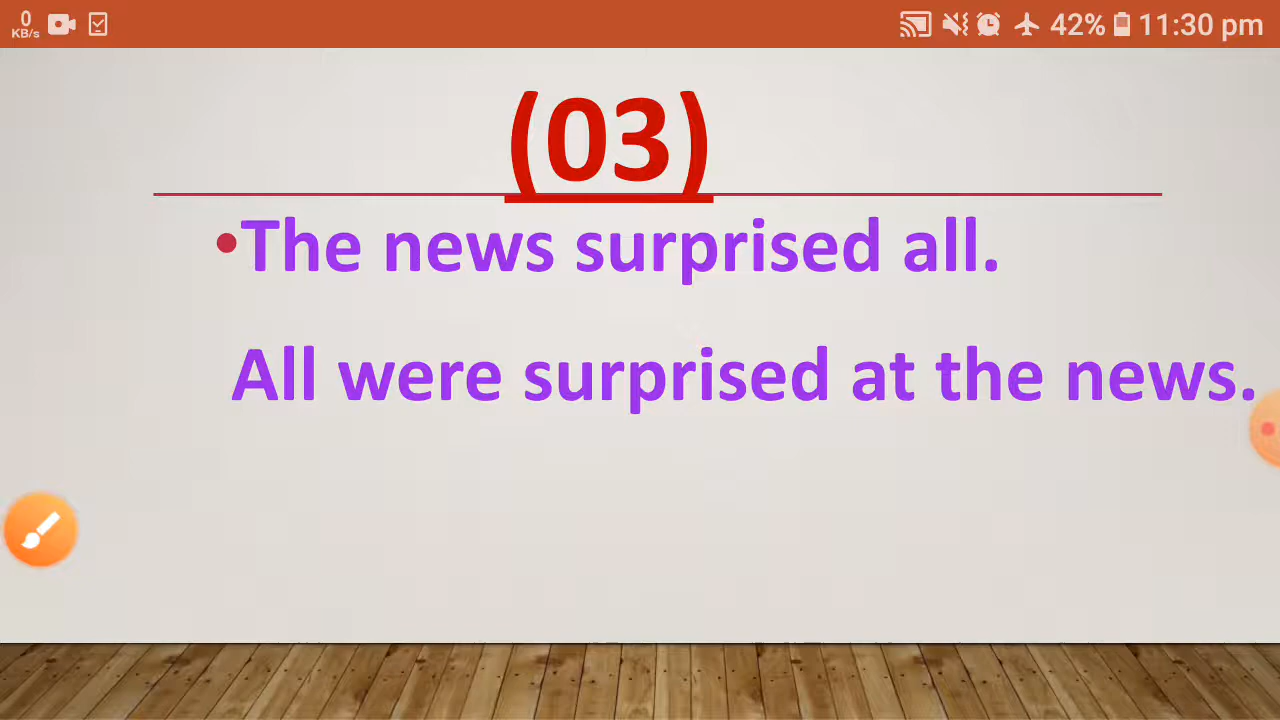 0
KB/s
42% 11:30 pm
(03)
•The news surprised all.
All were surprised at the news.